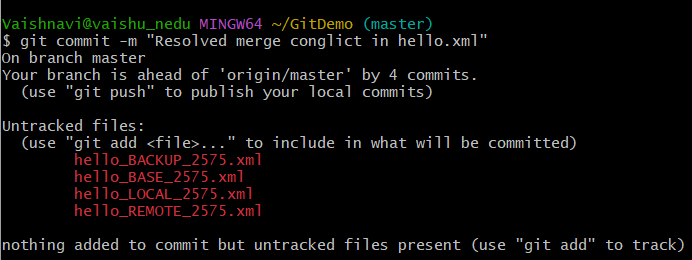 Vaishnavi@vaishu_nedu MINGW64 ~/GitDemo (master)
$ git commit -m "Resolved merge conglict in hello.xml"
On branch master
Your branch is ahead of 'origin/master' by 4 commits.
  (use "git push" to publish your local commits)

Untracked files:
  (use "git add <file>..." to include in what will be committed)
        hello_BACKUP_2575.xml
        hello_BASE_2575.xml
        hello_LOCAL_2575.xml
        hello_REMOTE_2575.xml

nothing added to commit but untracked files present (use "git add" to track)